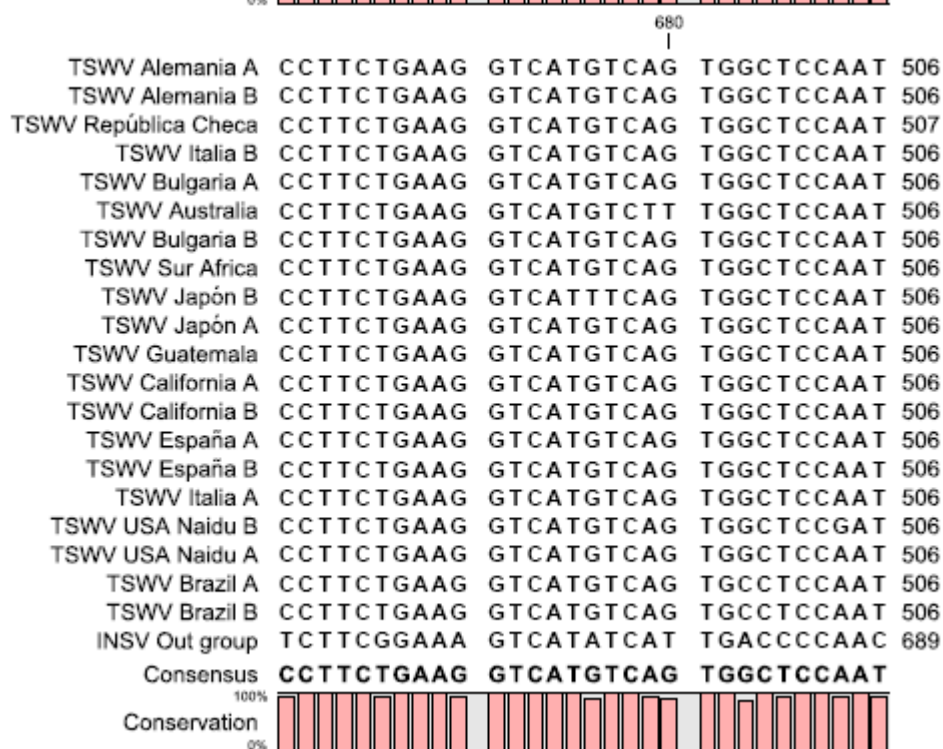 0%
680
TSWV Alemania A CCTTCTGAAG GTCATGTCAG TGGCTCCAAT 506
TSWV Alemania B CCTTCTGAAG GTCATGTCAG TGGCTCCAAT 506
TSWV República Checa CCTTCTGAAG GTCATGTCAG TGGCTCCAAT 507
TSWV Italia B CCTTCTGAAG GTCATGTCAG TGGCTCCAAT 506
TSWV Bulgaria A CCTTCTGAAG GTCATGTCAG TGGCTCCAAT 506
TSWV Australia CCTTCTGAAG GTCATGTCTT TGGCTCCAAT 506
TSWV Bulgaria B CCTTCTGAAG GTCATGTCAG TGGCTCCAAT 506
TSWV Sur Africa CCTTCTGAAG GTCATGTCAG TGGCTCCAAT 506
TSWV Japón B CCTTCTGAAG GTCATTTCAG TGGCTCCAAT 506
TSWV Japón A CCTTCTGAAG GTCATGTCAG TGGCTCCAAT 506
TSWV Guatemala CCTTCTGAAG GTCATGTCAG TGGCTCCAAT 506
TSWV California A CCTTCTGAAG GTCATGTCAG TGGCTCCAAT 506
TSWV California B CCTTCTGAAG GTCATGTCAG TGGCTCCAAT 506
TSWV España A CCTTCTGAAG GTCATGTCAG TGGCTCCAAT 506
TSWV España B CCTTCTGAAG GTCATGTCAG TGGCTCCAAT 506
TSWV Italia A CCTTCTGAAG GTCATGTCAG TGGCTCCAAT 506
TSWV USA Naidu B CCTTCTGAAG GTCATGTCAG TGGCTCCGAT 506
TSWV USA Naidu A CCTTCTGAAG GTCATGTCAG TGGCTCCAAT 506
TSWV Brazil A CCTTCTGAAG GTCATGTCAG TGCCTCCAAT 506
TSWV Brazil B CCTTCTGAAG GTCATGTCAG TGCCTCCAAT 506
INSV Out group TCTTCGGAAA GTCATATCAT TGACCCCAAC 689
Consensus CCTTCTGAAG GTCATGTCAG TGGCTCCAAT
100%
Conservation
0%